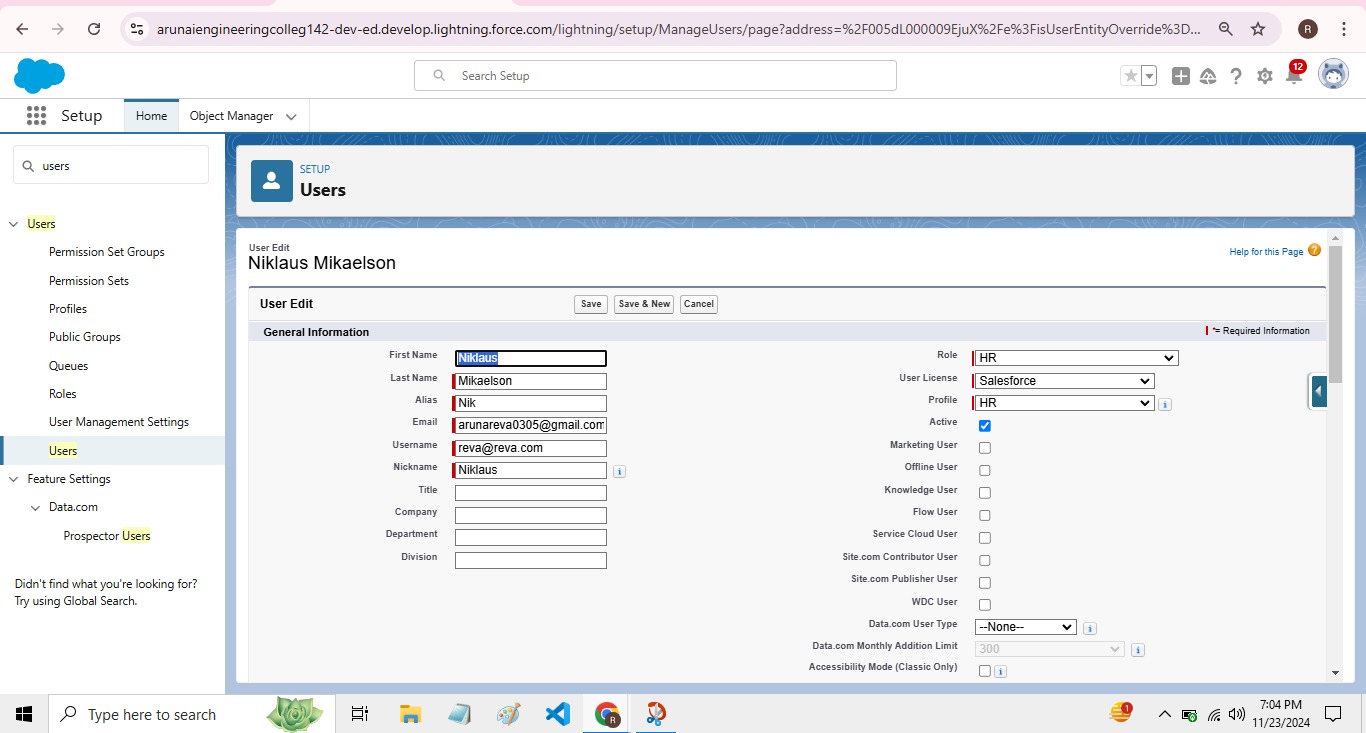 arunaiengineeringcolleg142-dev-ed.develop.lightning.force.com/lightning/setup/ManageUsers/page?address=%2F005dL000009EjuX%2Fe%3FisUserEntityOverride%3D...
R
Search Setup
12
Setup
Home
Object Manager
users
SETUP
Users
Users
Permission Set Groups
Permission Sets
Profiles
Public Groups
Queues
Roles
User Management Settings
Users
Feature Settings
Data.com
Prospector Users
Didn't find what you're looking for?
Try using Global Search.
User Edit
Niklaus Mikaelson
Help for this Page ?
User Edit
Save
Save & New
Cancel
General Information
*= Required Information
First Name Niklaus
Last Name Mikaelson
Alias Nik
Email arunareva0305@gmail.com
Username reva@reva.com
Nickname Niklaus i
Title
Company
Department
Division
Role HR
User License Salesforce
Profile HR i
Active
Marketing User
Offline User
Knowledge User
Flow User
Service Cloud User
Site.com Contributor User
Site.com Publisher User
WDC User
Data.com User Type --None-- i
Data.com Monthly Addition Limit 300 i
Accessibility Mode (Classic Only) i
Type here to search
R
1
7:04 PM
11/23/2024